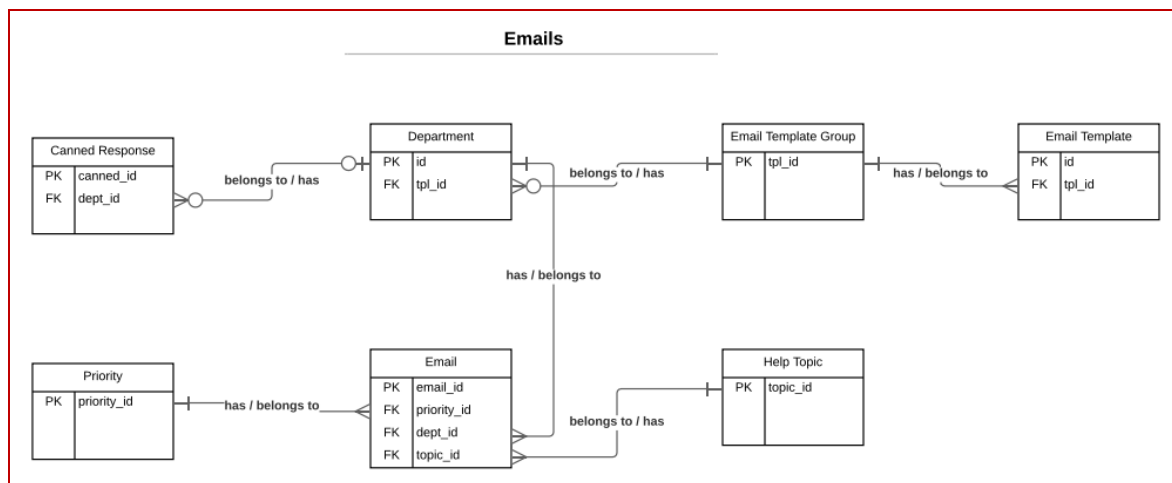 Emails
Canned Response
PK canned_id
FK dept_id
belongs to / has
Department
PK id
FK tpl_id
belongs to / has
Email Template Group
PK tpl_id
has / belongs to
Email Template
PK id
FK tpl_id
has / belongs to
Priority
PK priority_id
has / belongs to
Email
PK email_id
FK priority_id
FK dept_id
FK topic_id
belongs to / has
Help Topic
PK topic_id